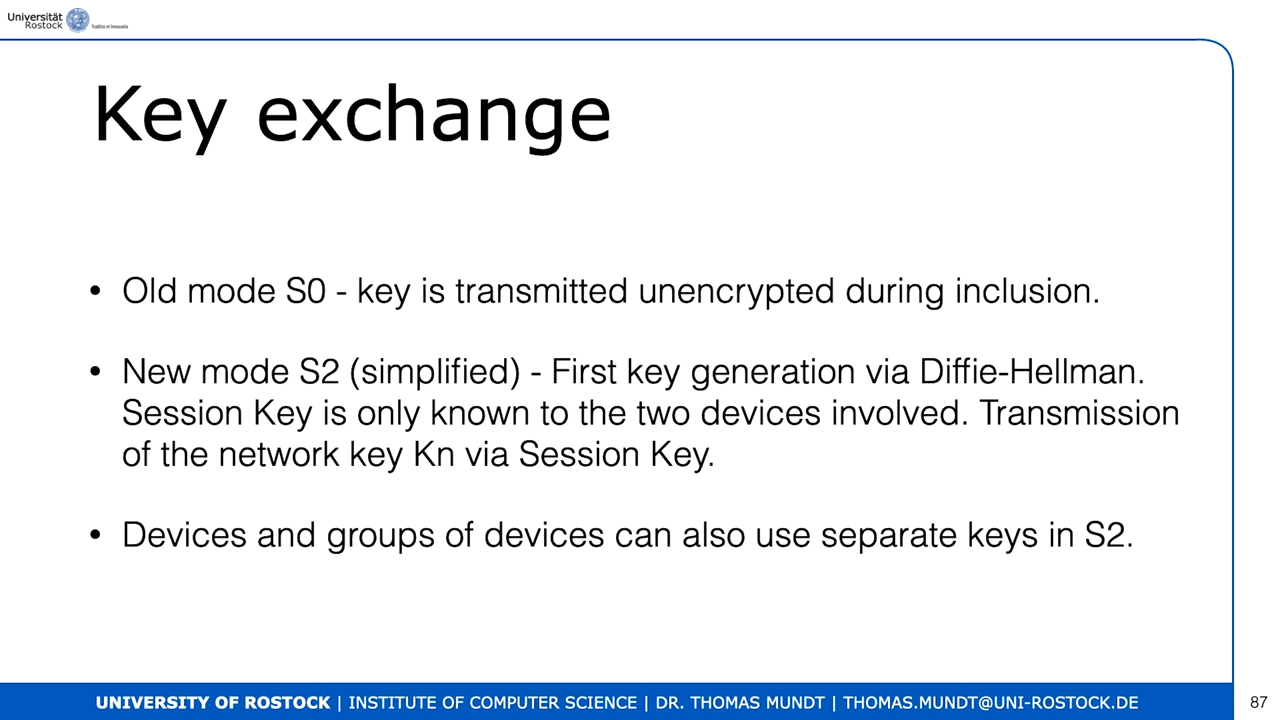 Universität
Rostock
Traditio et Innovatio
Key exchange
• Old mode S0 - key is transmitted unencrypted during inclusion.
• New mode S2 (simplified) - First key generation via Diffie-Hellman.
Session Key is only known to the two devices involved. Transmission
of the network key Kn via Session Key.
• Devices and groups of devices can also use separate keys in S2.
UNIVERSITY OF ROSTOCK | INSTITUTE OF COMPUTER SCIENCE | DR. THOMAS MUNDT | THOMAS.MUNDT@UNI-ROSTOCK.DE
87